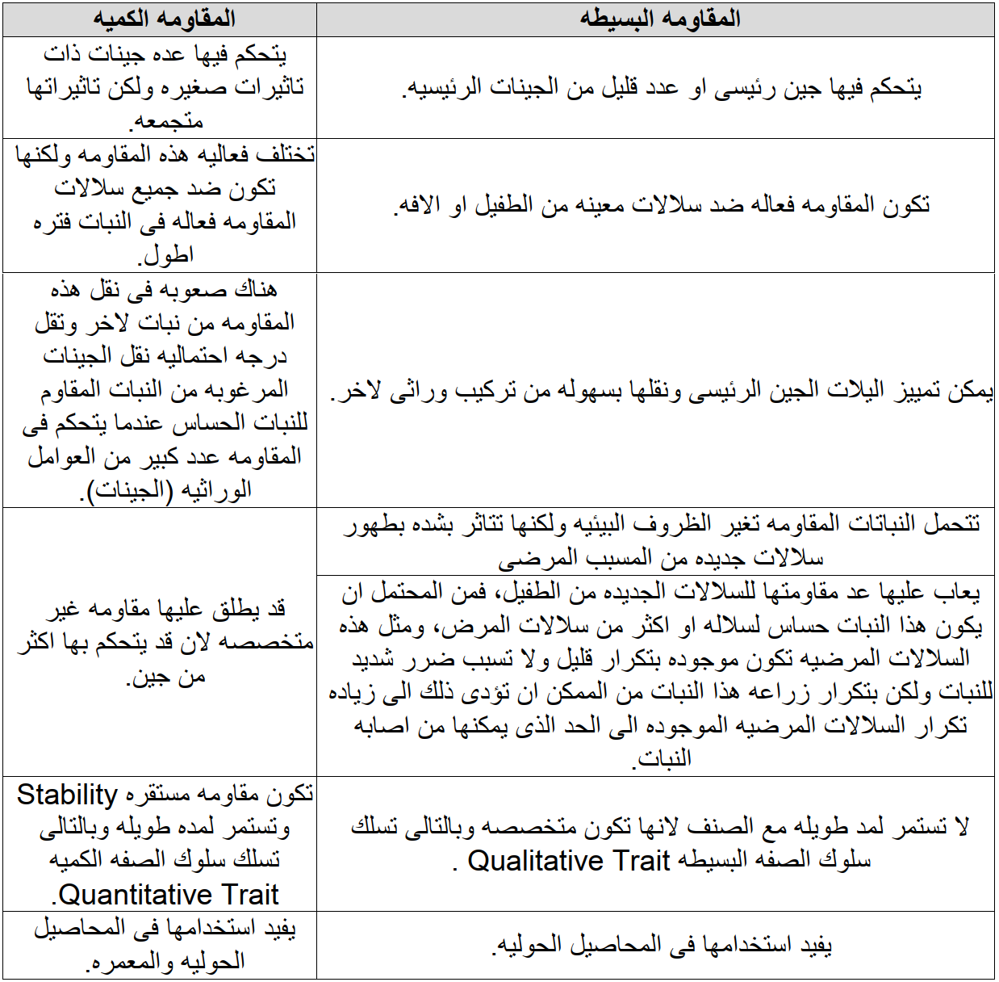 المقاومه البسيطه
المقاومه الكميه
يتحكم فيها جين رئيسى او عدد قليل من الجينات الرئيسيه.
يتحكم فيها عده جينات ذات
تاثيرات صغيره ولكن تاثيراتها
متجمعه.
تكون المقاومه فعاله ضد سلالات معينه من الطفيل او الافه.
تختلف فعاليه هذه المقاومه ولكنها
تكون ضد جميع سلالات
المقاومه فعاله فى النبات فتره
اطول.
يمكن تمييز اليلات الجين الرئيسى ونقلها بسهوله من تركيب وراثى لاخر.
هناك صعوبه فى نقل هذه
المقاومه من نبات لاخر وتقل
درجه احتماليه نقل الجينات
المرغوبه من النبات المقاوم
للنبات الحساس عندما يتحكم فى
المقاومه عدد كبير من العوامل
الوراثيه (الجينات).
تتحمل النباتات المقاومه تغير الظروف البيئيه ولكنها تتاثر بشده بطهور
سلالات جديده من المسبب المرضى
يعاب عليها عد مقاومتها للسلالات الجديده من الطفيل، فمن المحتمل ان
يكون هذا النبات حساس لسلاله او اكثر من سلالات المرض، ومثل هذه
السلالات المرضيه تكون موجوده بتكرار قليل ولا تسبب ضرر شديد
للنبات ولكن بتكرار زراعه هذا النبات من الممكن ان تؤدى ذلك الى زياده
تكرار السلالات المرضيه الموجوده الى الحد الذى يمكنها من اصابه
النبات.
قد يطلق عليها مقاومه غير
متخصصه لان قد يتحكم بها اكثر
من جين.
لا تستمر لمد طويله مع الصنف لانها تكون متخصصه وبالتالى تسلك
سلوك الصفه البسيطه Qualitative Trait .
تكون مقاومه مستقره Stability
وتستمر لمده طويله وبالتالى
تسلك سلوك الصفه الكميه
Quantitative Trait.
يفيد استخدامها فى المحاصيل الحوليه.
يفيد استخدامها فى المحاصيل
الحوليه والمعمره.